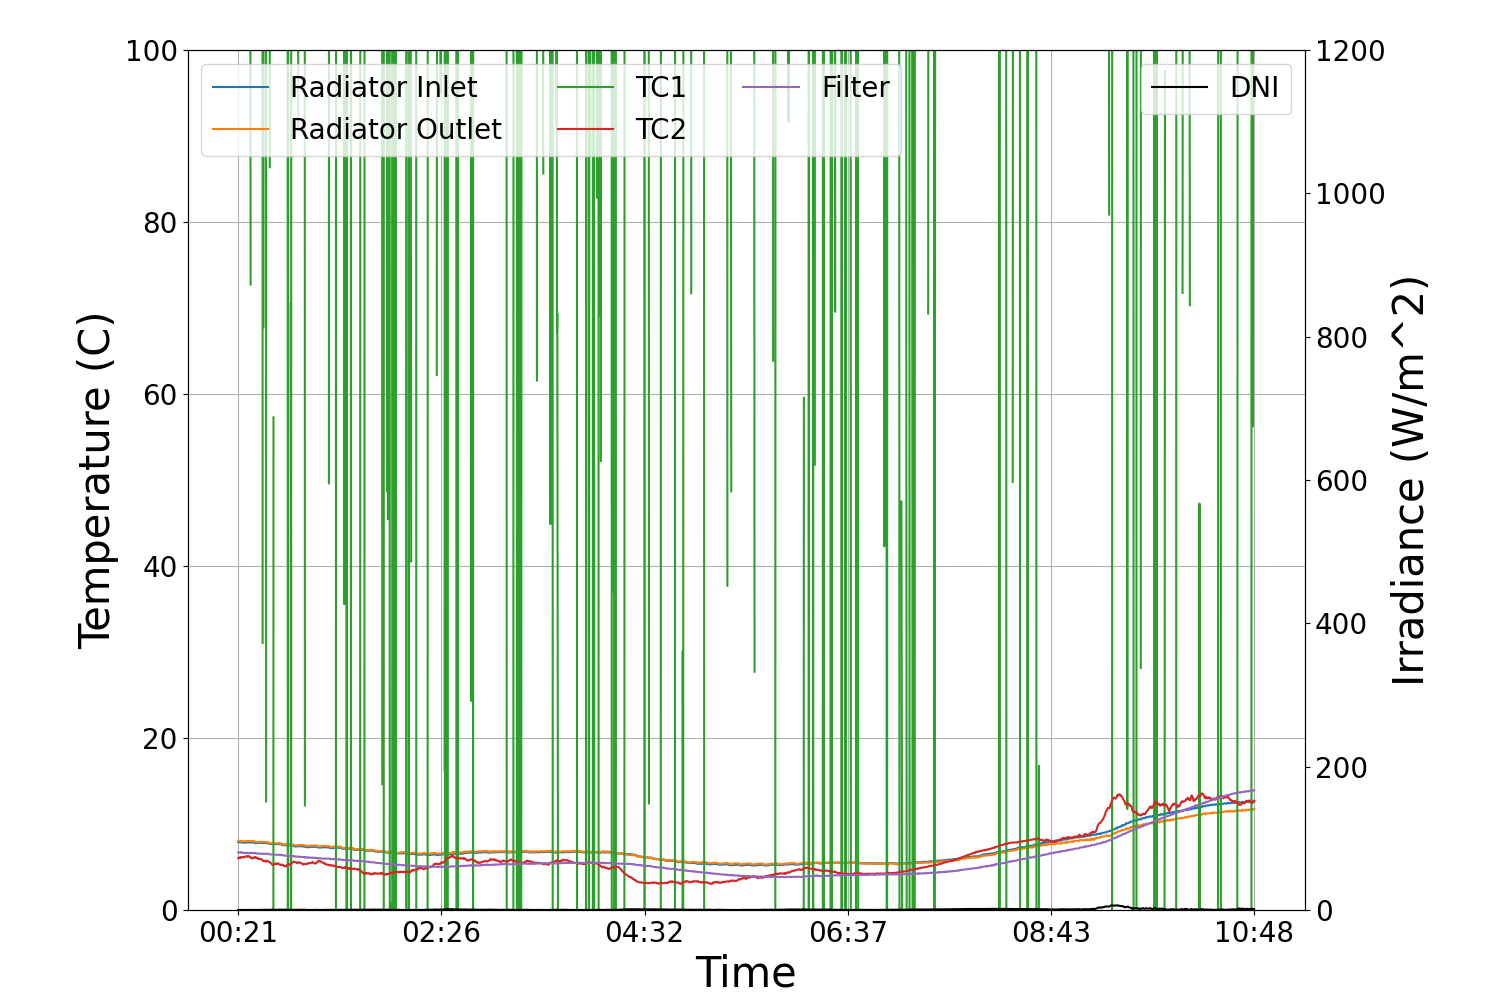 Radiator Inlet
Radiator Outlet
TC1
TC2
Filter
DNI
100
80
60
40
20
0
1200
1000
800
600
400
200
0
Temperature (C)
Irradiance (W/m^2)
00:21
02:26
04:32
06:37
08:43
10:48
Time